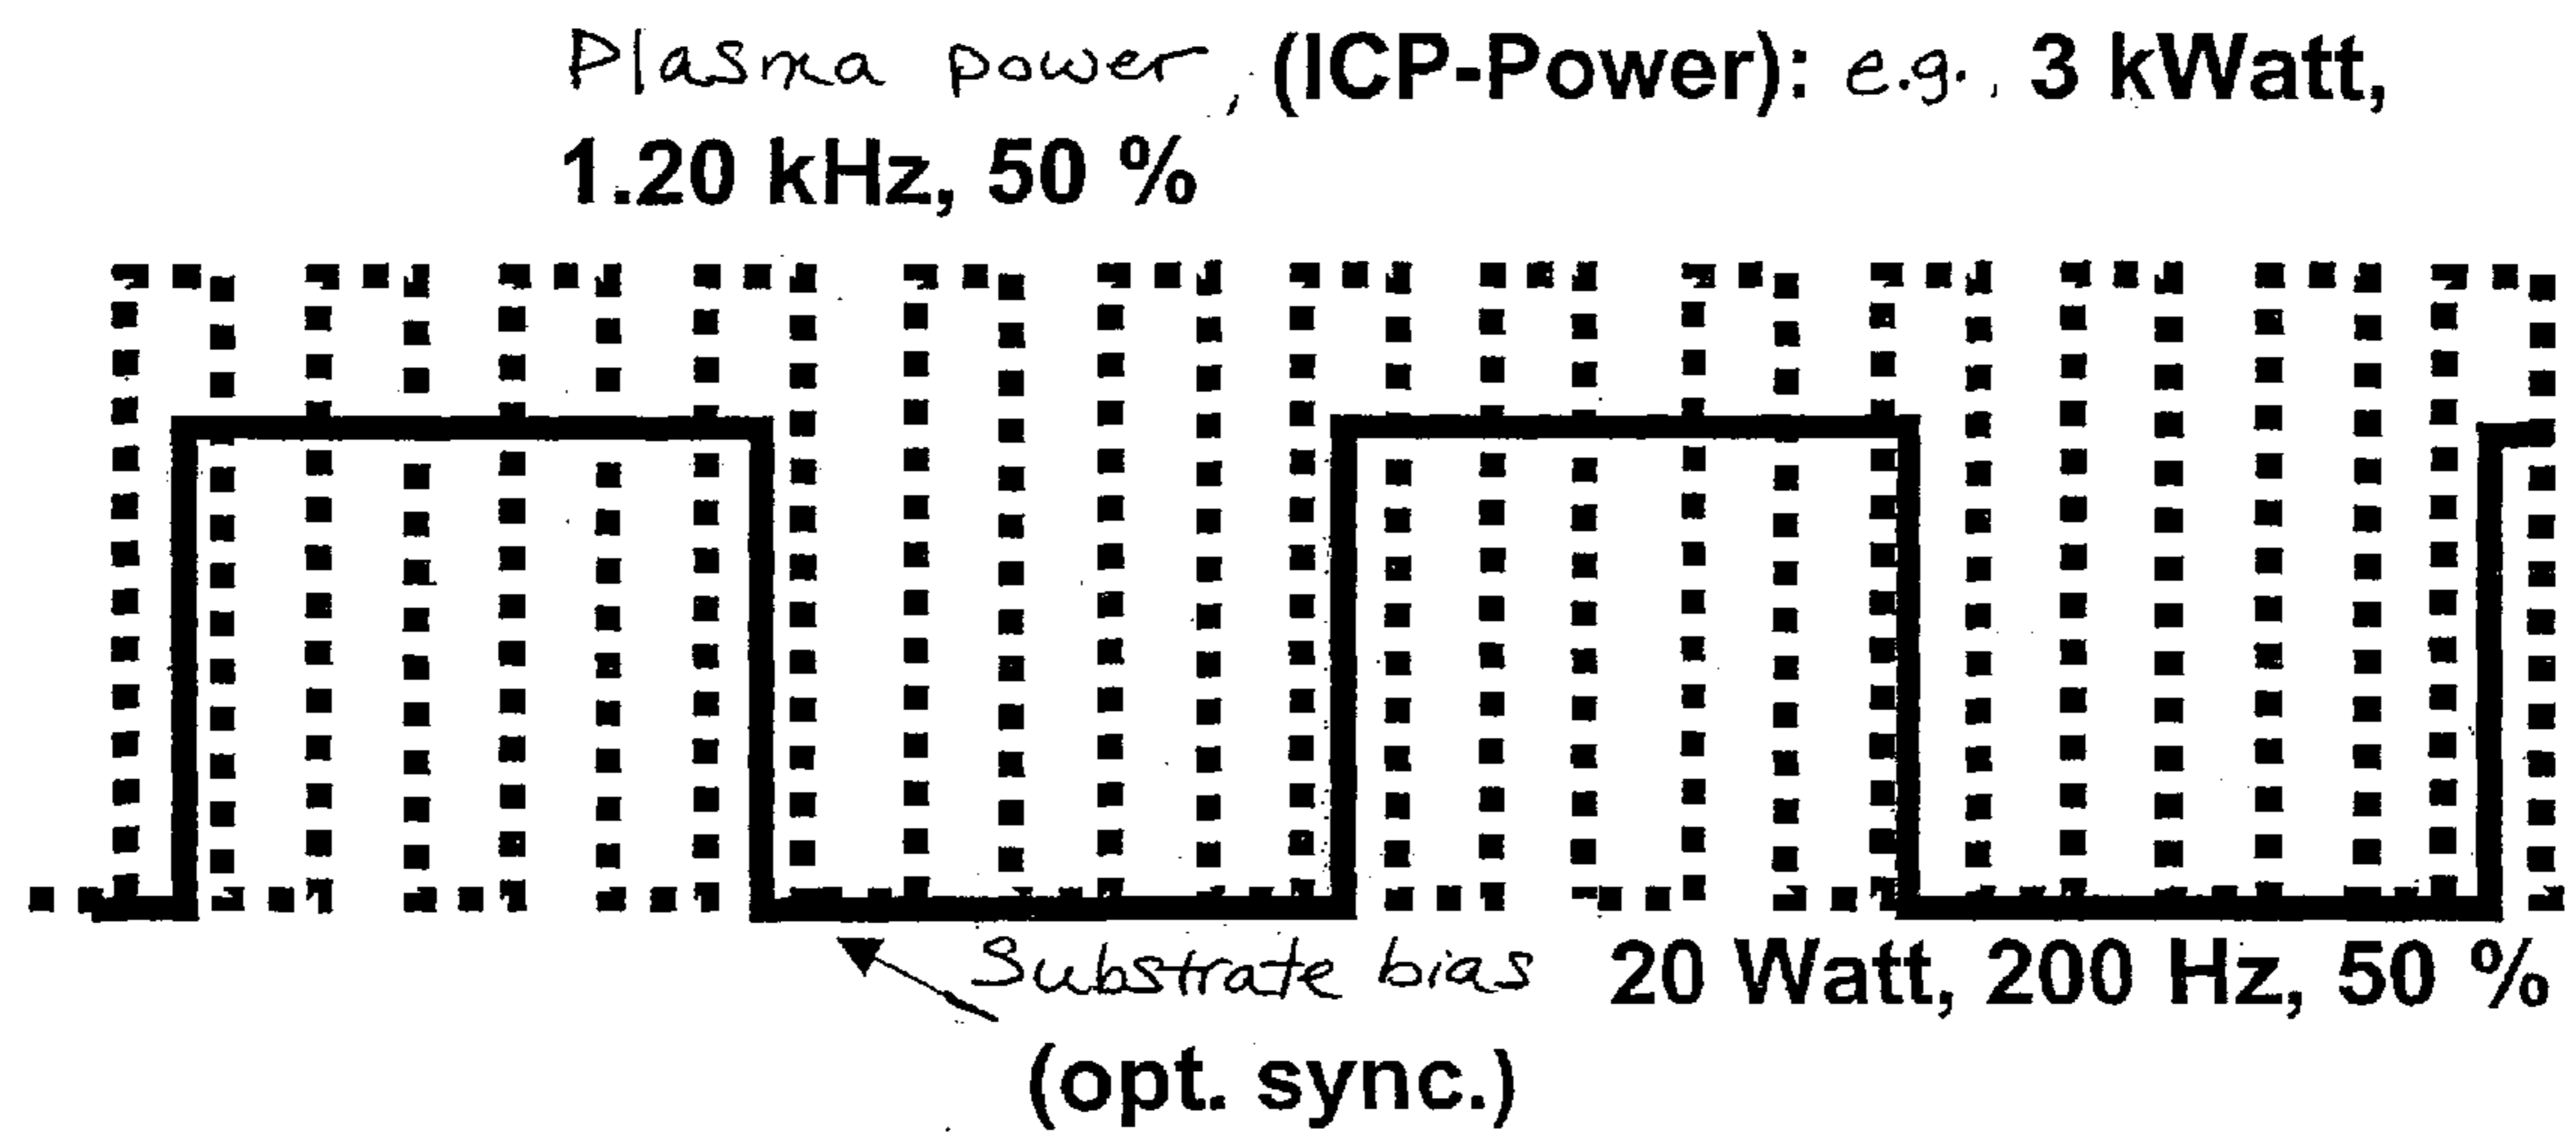 Plasma power, (ICP-Power): e.g., 3 kWatt,
1.20 kHz, 50 %
Substrate bias 20 Watt, 200 Hz, 50 %
(opt. sync.)